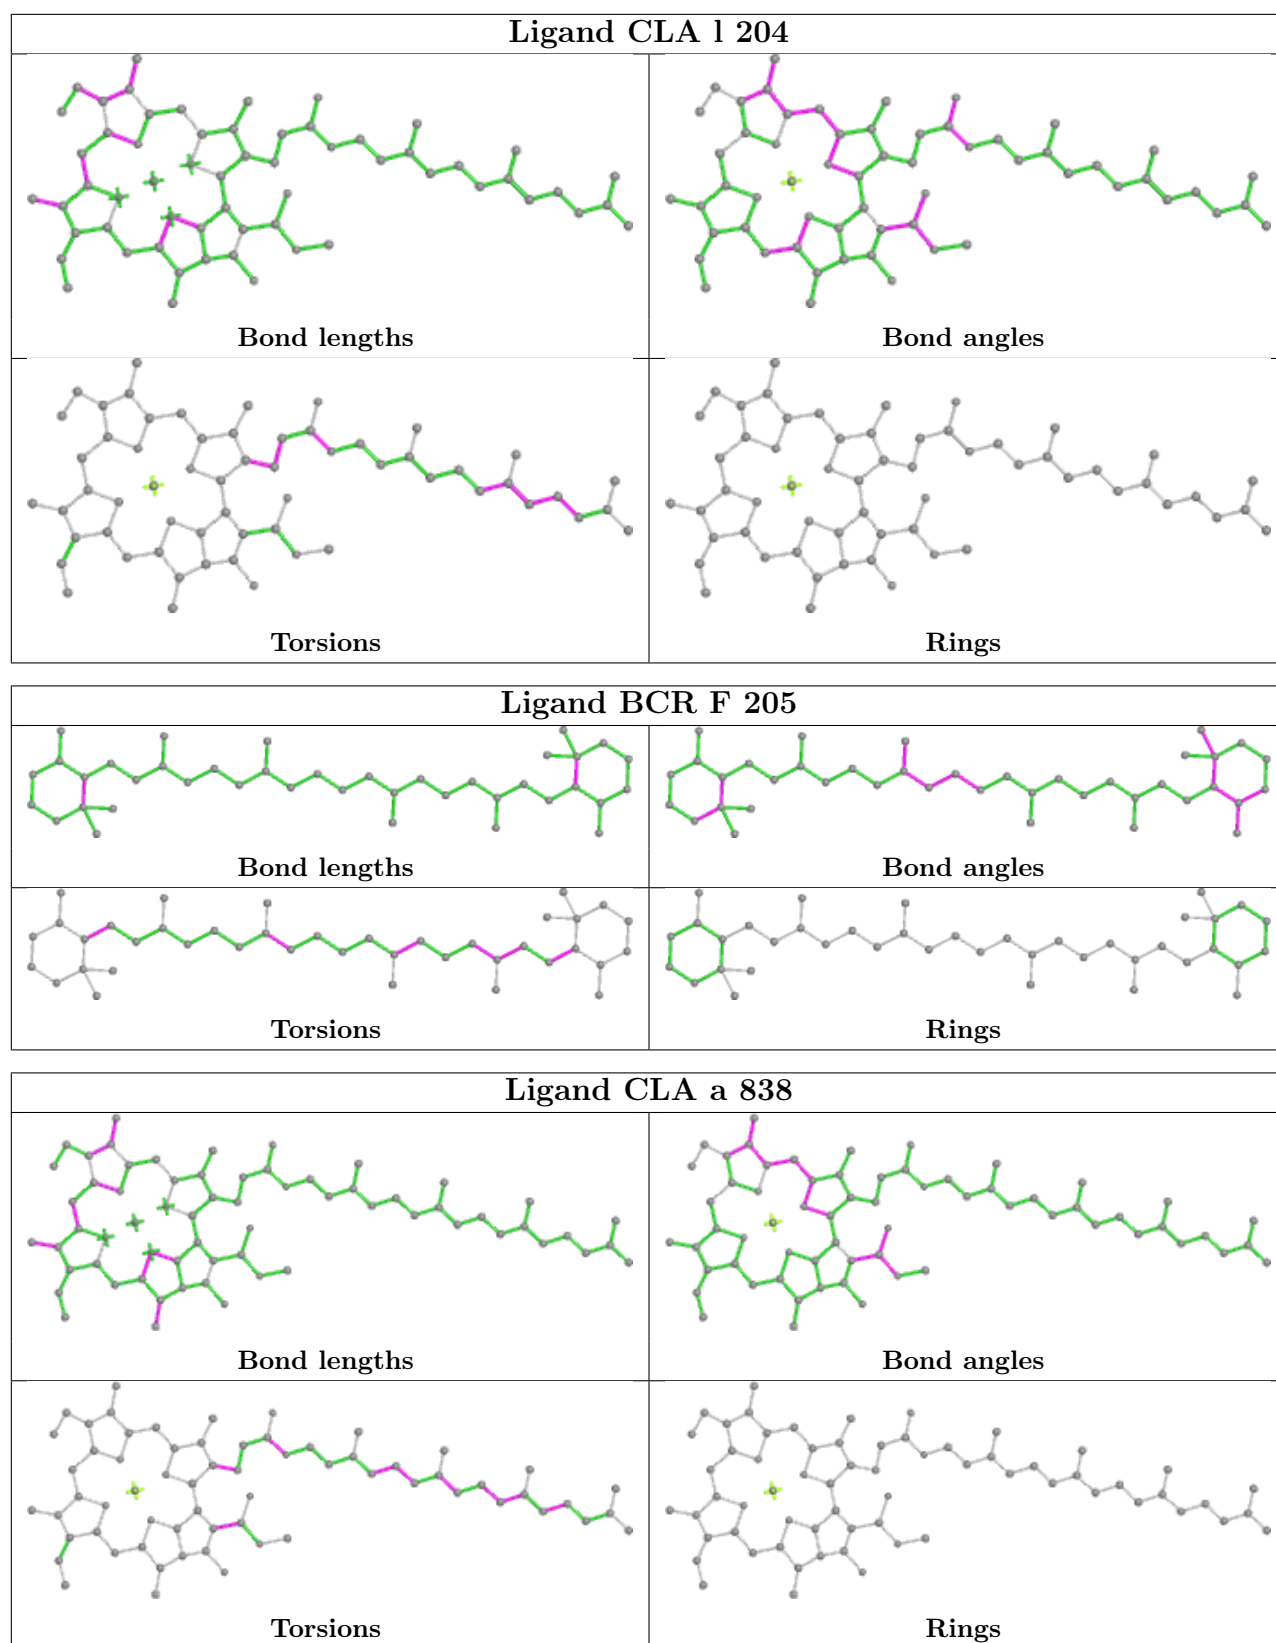 Ligand CLA l 204
Bond lengths
Bond angles
Torsions
Rings
Ligand BCR F 205
Bond lengths
Bond angles
Torsions
Rings
Ligand CLA a 838
Bond lengths
Bond angles
Torsions
Rings